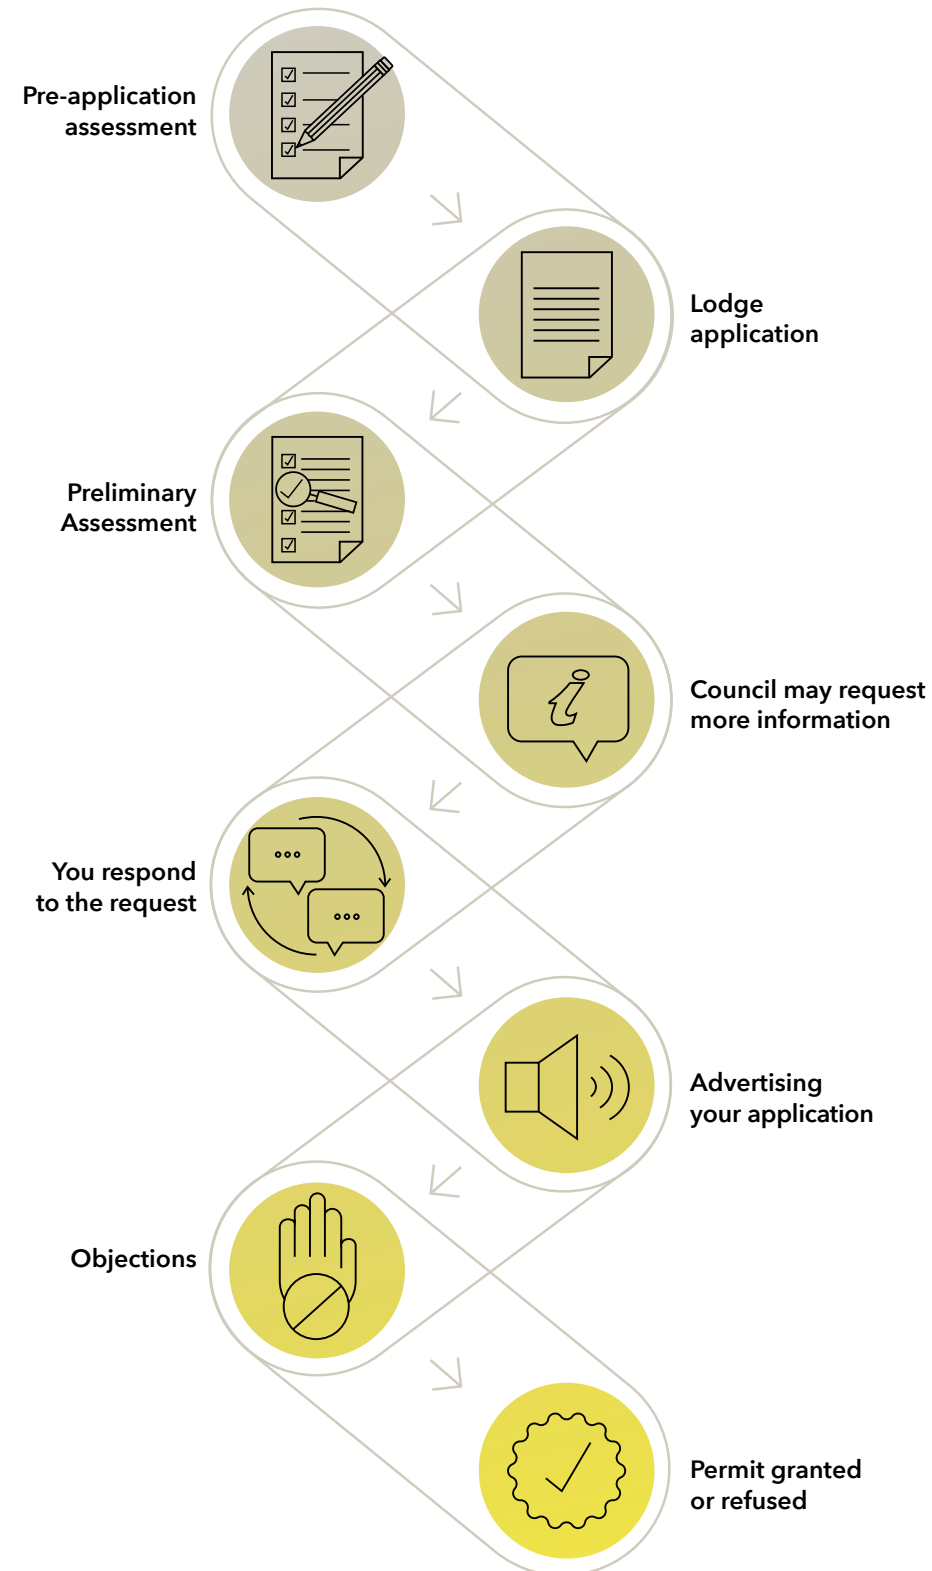 Pre-application
assessment
Lodge
application
Preliminary
Assessment
Council may request
more information
You respond
to the request
Advertising
your application
Objections
Permit granted
or refused